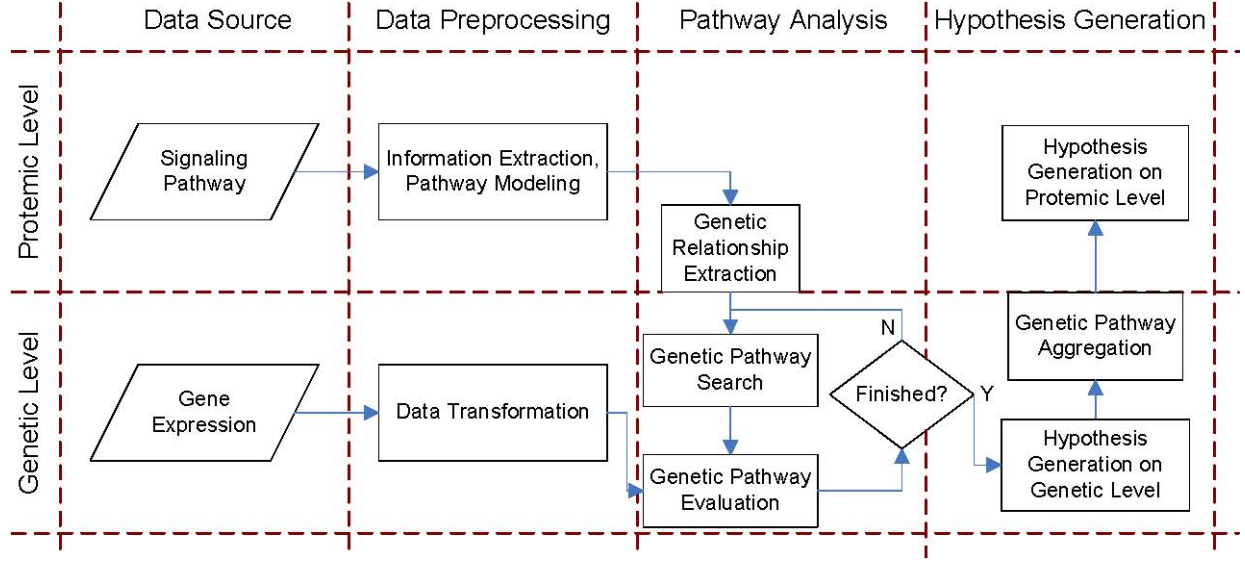 Data Source
Data Preprocessing
Pathway Analysis
Hypothesis Generation
Protemic Level
Signaling
Pathway
Information Extraction,
Pathway Modeling
Genetic
Relationship
Extraction
Hypothesis
Generation on
Protemic Level
Genetic Level
Gene
Expression
Data Transformation
Genetic Pathway
Search
Genetic Pathway
Evaluation
N
Finished?
Y
Genetic Pathway
Aggregation
Hypothesis
Generation on
Genetic Level